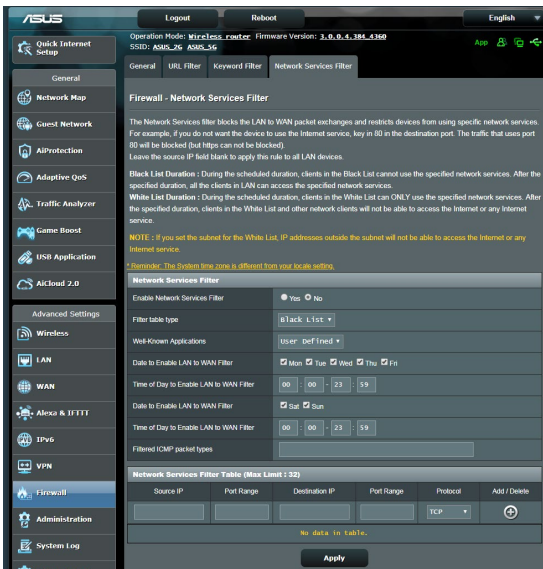 ASUS
Logout
Reboot
English
Quick Internet
Setup
Operation Mode: Wireless router Firmware Version: 3.0.0.4.384_4360
SSID: ASUS_2G ASUS_5G
App
General
URL Filter
Keyword Filter
Network Services Filter
General
Network Map
Guest Network
AiProtection
Adaptive QoS
Traffic Analyzer
Game Boost
USB Application
AiCloud 2.0
Advanced Settings
Wireless
LAN
WAN
Alexa & IFTTT
IPv6
VPN
Firewall
Administration
System Log
Firewall - Network Services Filter
The Network Services filter blocks the LAN to WAN packet exchanges and restricts devices from using specific network services.
For example, if you do not want the device to use the Internet service, key in 80 in the destination port. The traffic that uses port
80 will be blocked (but https can not be blocked).
Leave the source IP field blank to apply this rule to all LAN devices.
Black List Duration : During the scheduled duration, clients in the Black List cannot use the specified network services. After the
specified duration, all the clients in LAN can access the specified network services.
White List Duration : During the scheduled duration, clients in the White List can ONLY use the specified network services. After
the specified duration, clients in the White List and other network clients will not be able to access the Internet or any Internet
service.
NOTE : If you set the subnet for the White List, IP addresses outside the subnet will not be able to access the Internet or any
Internet service.
* Reminder: The System time zone is different from your locale setting.
Network Services Filter
Enable Network Services Filter Yes No
Filter table type Black List
Well-Known Applications User Defined
Date to Enable LAN to WAN Filter Mon Tue Wed Thu Fri
Time of Day to Enable LAN to WAN Filter 00 : 00 - 23 : 59
Date to Enable LAN to WAN Filter Sat Sun
Time of Day to Enable LAN to WAN Filter 00 : 00 - 23 : 59
Filtered ICMP packet types
Network Services Filter Table (Max Limit : 32)
Source IP Port Range Destination IP Port Range Protocol Add / Delete
TCP
No data in table.
Apply